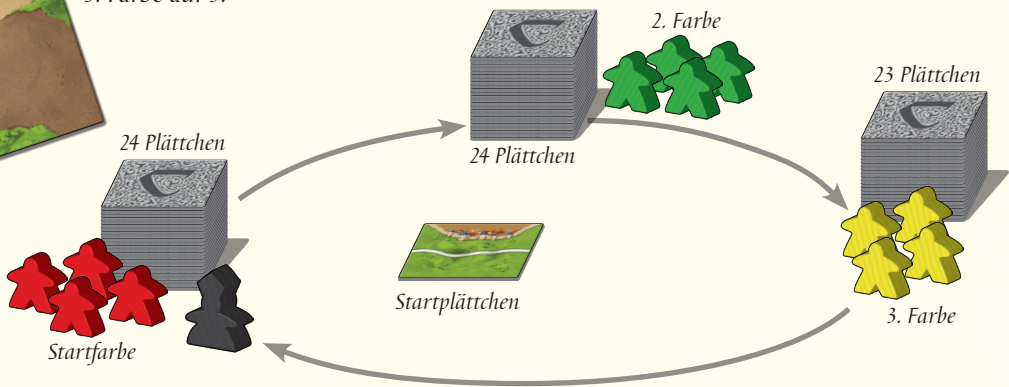 2. Farbe
23 Plättchen
24 Plättchen
24 Plättchen
Startplättchen
3. Farbe
Startfarbe